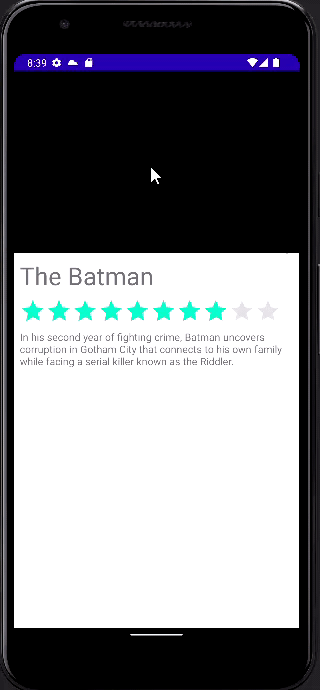 8:39
The Batman
In his second year of fighting crime, Batman uncovers
corruption in Gotham City that connects to his own family
while facing a serial killer known as the Riddler.